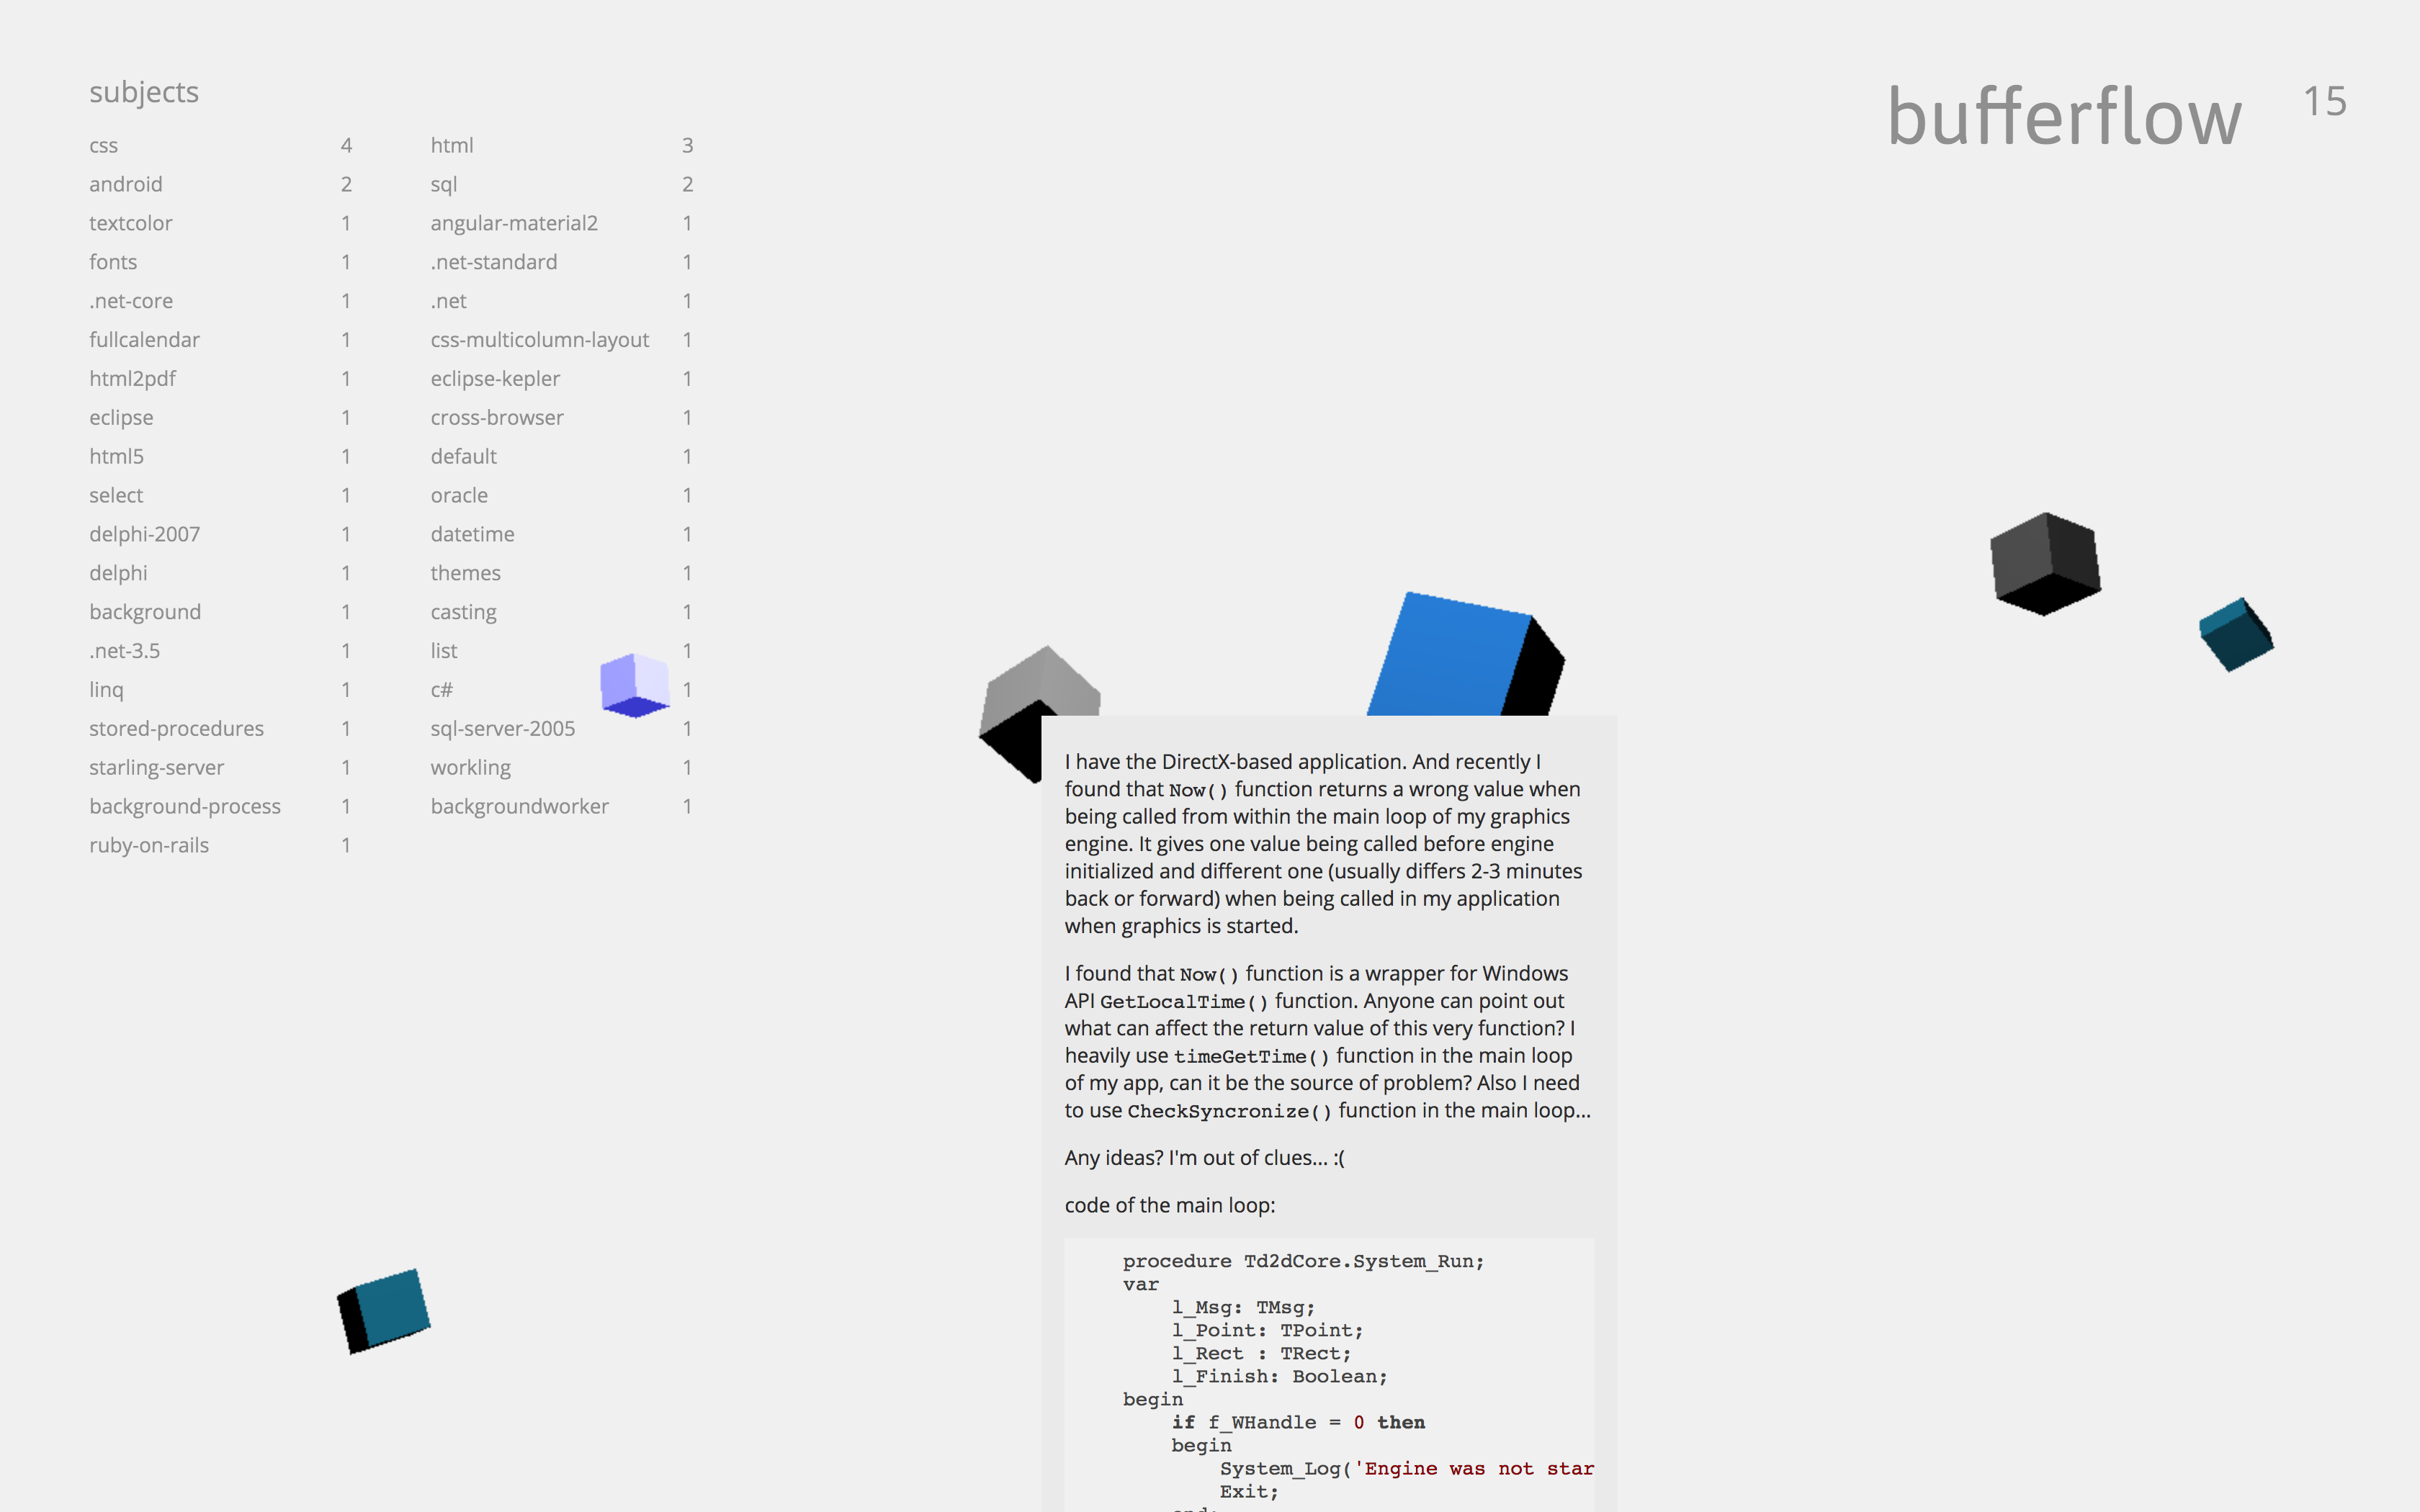 subjects
bufferflow 15
css 4 html 3
android 2 sql 2
textcolor 1 angular-material2 1
fonts 1 .net-standard 1
.net-core 1 .net 1
fullcalendar 1 css-multicolumn-layout 1
html2pdf 1 eclipse-kepler 1
eclipse 1 cross-browser 1
html5 1 default 1
select 1 oracle 1
delphi-2007 1 datetime 1
delphi 1 themes 1
background 1 casting 1
.net-3.5 1 list 1
linq 1 c# 1
stored-procedures 1 sql-server-2005 1
starling-server 1 workling 1
background-process 1 backgroundworker 1
ruby-on-rails 1
I have the DirectX-based application. And recently I
found that Now() function returns a wrong value when
being called from within the main loop of my graphics
engine. It gives one value being called before engine
initialized and different one (usually differs 2-3 minutes
back or forward) when being called in my application
when graphics is started.
I found that Now() function is a wrapper for Windows
API GetLocalTime() function. Anyone can point out
what can affect the return value of this very function? I
heavily use timeGetTime() function in the main loop
of my app, can it be the source of problem? Also I need
to use CheckSyncronize() function in the main loop...
Any ideas? I'm out of clues... :(
code of the main loop:
procedure Td2dCore.System_Run;
var
l_Msg: TMsg;
l_Point: TPoint;
l_Rect : TRect;
l_Finish: Boolean;
begin
if f_WHandle = 0 then
begin
System_Log('Engine was not star
Exit;